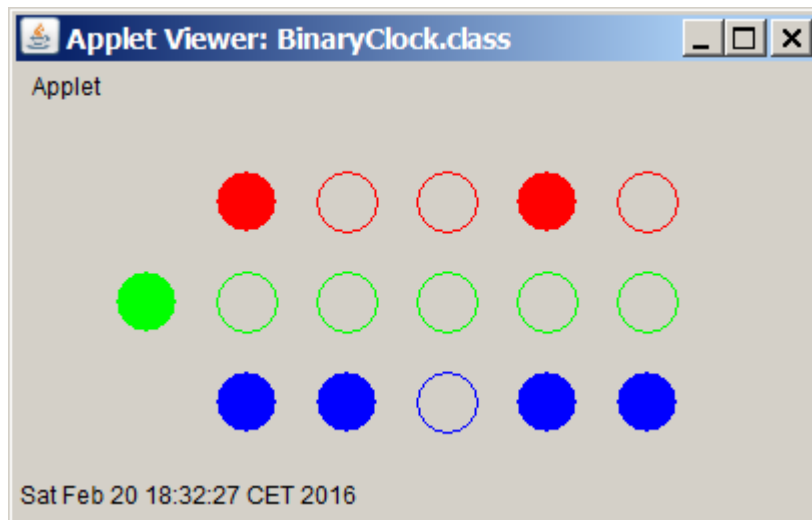 Applet Viewer: BinaryClock.class
Applet
Sat Feb 20 18:32:27 CET 2016